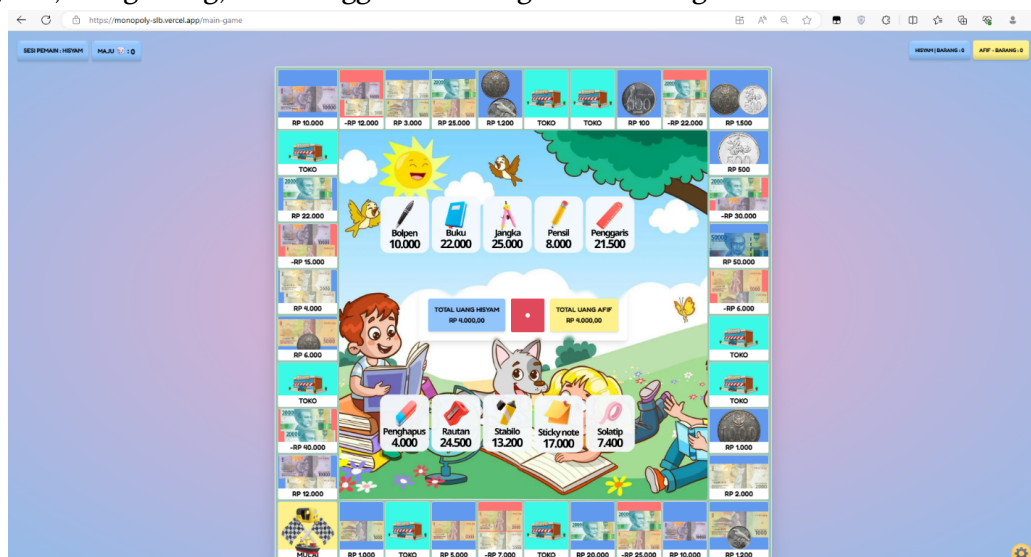 https://monopoly-slb.vercel.app/main-game
SESI PEMAIN : HISYAM
MAJU : 0
HISYAM | BARANG : 0
AFIF - BARANG : 0
RP 10.000
-RP 12.000
RP 3.000
RP 25.000
RP 1.200
TOKO
TOKO
RP 100
-RP 22.000
RP 1.500
TOKO
RP 500
RP 22.000
-RP 30.000
Bolpen
10.000
Buku
22.000
Jangka
25.000
Pensil
8.000
Penggaris
21.500
-RP 15.000
RP 50.000
RP 4.000
-RP 6.000
TOTAL UANG HISYAM
RP 4.000,00
TOTAL UANG AFIF
RP 4.000,00
RP 6.000
TOKO
TOKO
TOKO
Penghapus
4.000
Rautan
24.500
Stabilo
13.200
Sticky note
17.000
Solatip
7.400
-RP 40.000
RP 1.000
RP 12.000
RP 2.000
RP 1.000
TOKO
RP 5.000
-RP 7.000
TOKO
RP 20.000
-RP 25.000
RP 10.000
RP 1.200